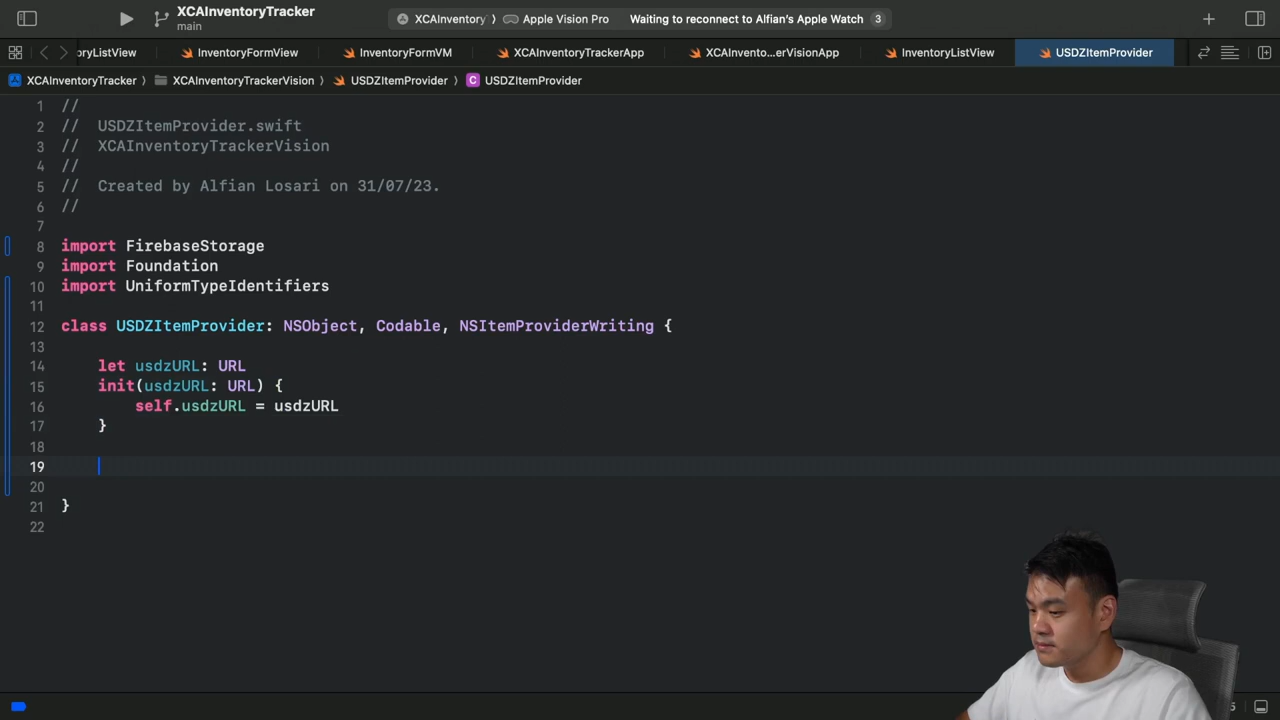 XCAInventoryTracker
main
XCAInventory 〉 Apple Vision Pro
Waiting to reconnect to Alfian's Apple Watch 3
oryListView
InventoryFormView
InventoryFormVM
XCAInventoryTrackerApp
XCAInvento...erVisionApp
InventoryListView
USDZItemProvider
XCAInventoryTracker 〉 XCAInventoryTrackerVision 〉 USDZItemProvider 〉 C USDZItemProvider
1 //
2 // USDZItemProvider.swift
3 // XCAInventoryTrackerVision
4 //
5 // Created by Alfian Losari on 31/07/23.
6 //
7
8 import FirebaseStorage
9 import Foundation
10 import UniformTypeIdentifiers
11
12 class USDZItemProvider: NSObject, Codable, NSItemProviderWriting {
13
14 let usdzURL: URL
15 init(usdzURL: URL) {
16 self.usdzURL = usdzURL
17 }
18
19
20
21 }
22